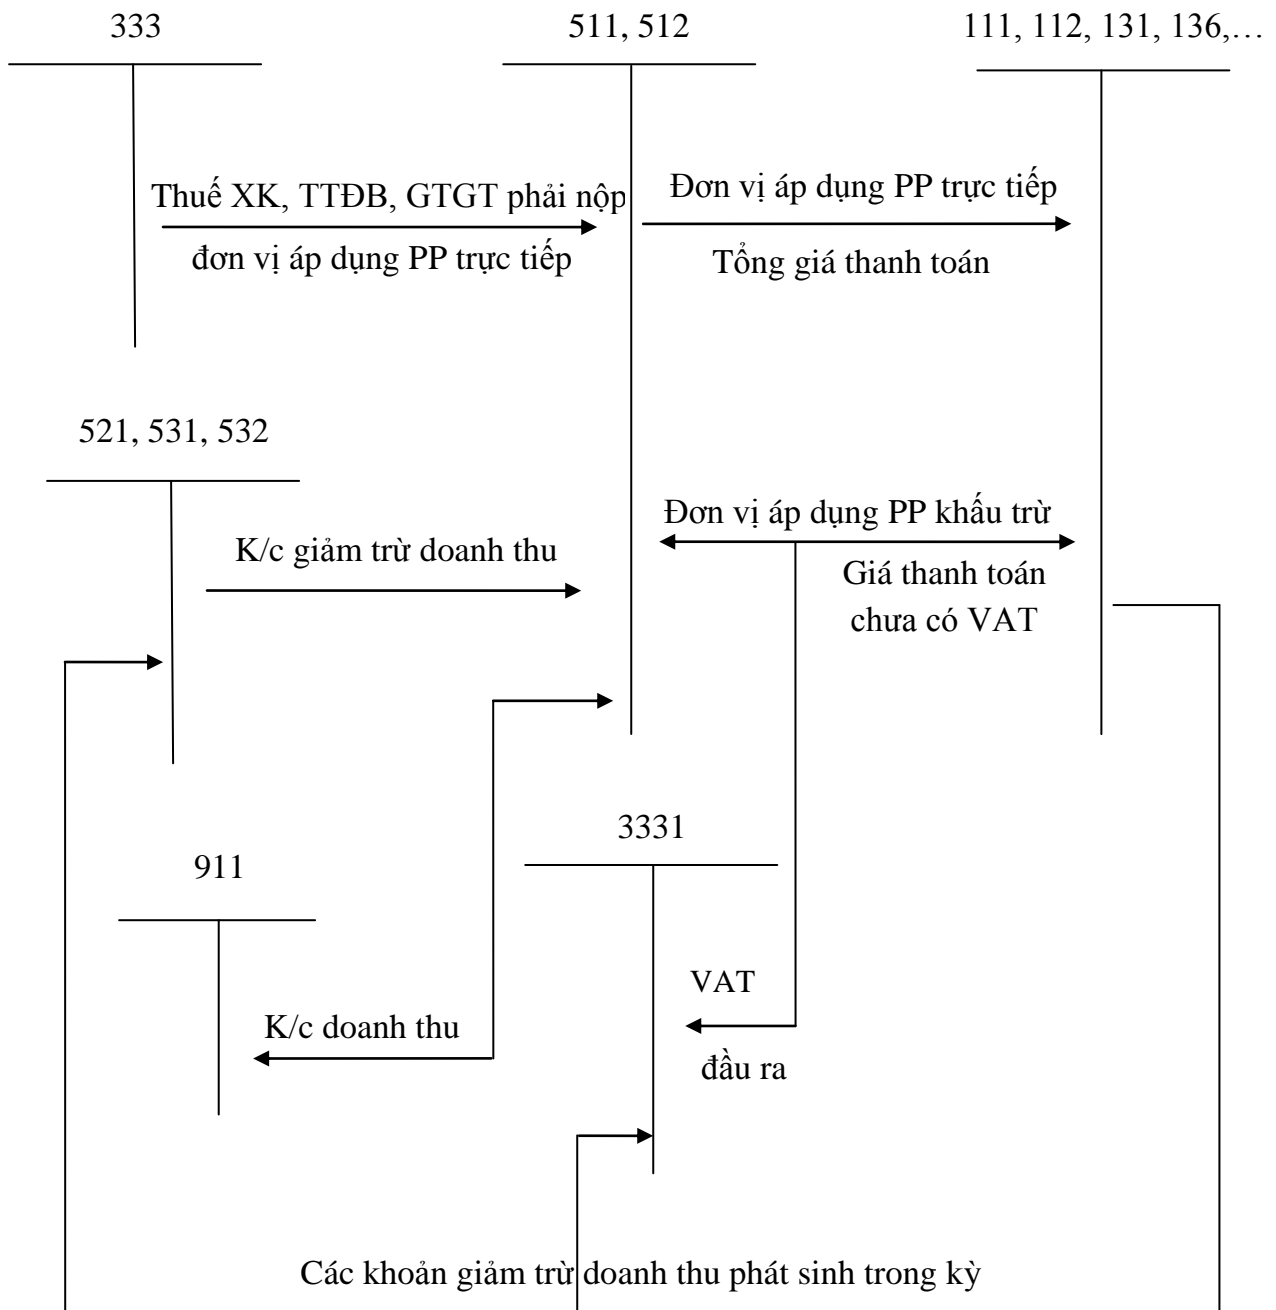 333
511, 512
111, 112, 131, 136,…
Thuế XK, TTĐB, GTGT phải nộp
đơn vị áp dụng PP trực tiếp
Đơn vị áp dụng PP trực tiếp
Tổng giá thanh toán
521, 531, 532
K/c giảm trừ doanh thu
Đơn vị áp dụng PP khấu trừ
Giá thanh toán
chưa có VAT
3331
911
VAT
đầu ra
K/c doanh thu
Các khoản giảm trừ doanh thu phát sinh trong kỳ